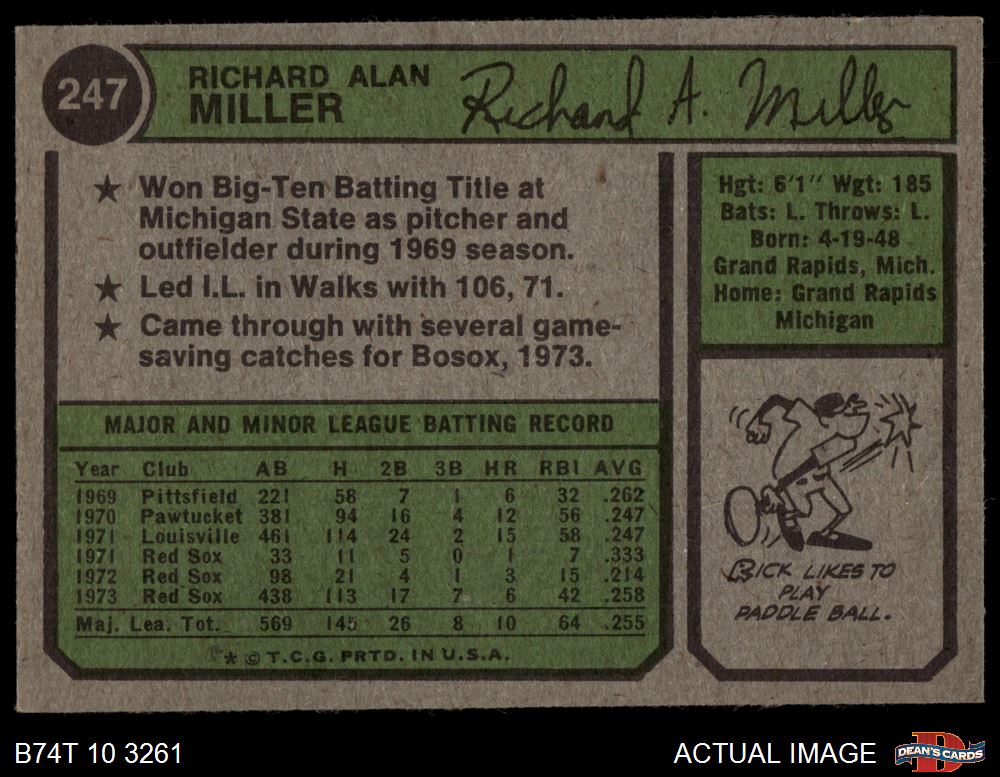 247
RICHARD ALAN
MILLER
Richard A. Miller
★ Won Big-Ten Batting Title at
Michigan State as pitcher and
outfielder during 1969 season.
★ Led I.L. in Walks with 106, 71.
★ Came through with several game-
saving catches for Bosox, 1973.
Hgt: 6'1" Wgt: 185
Bats: L. Throws: L.
Born: 4-19-48
Grand Rapids, Mich.
Home: Grand Rapids
Michigan
MAJOR AND MINOR LEAGUE BATTING RECORD
Year Club AB H 2B 3B HR RBI AVG
1969 Pittsfield 221 58 7 1 6 32 .262
1970 Pawtucket 381 94 16 4 12 56 .247
1971 Louisville 461 114 24 2 15 58 .247
1971 Red Sox 33 11 5 0 1 7 .333
1972 Red Sox 98 21 4 1 3 15 .214
1973 Red Sox 438 113 17 7 6 42 .258
Maj. Lea. Tot. 569 145 26 8 10 64 .255
* © T.C.G. PRTD. IN U.S.A.
RICK LIKES TO
PLAY
PADDLE BALL.
B74T 10 3261
ACTUAL IMAGE
DEAN'S CARDS